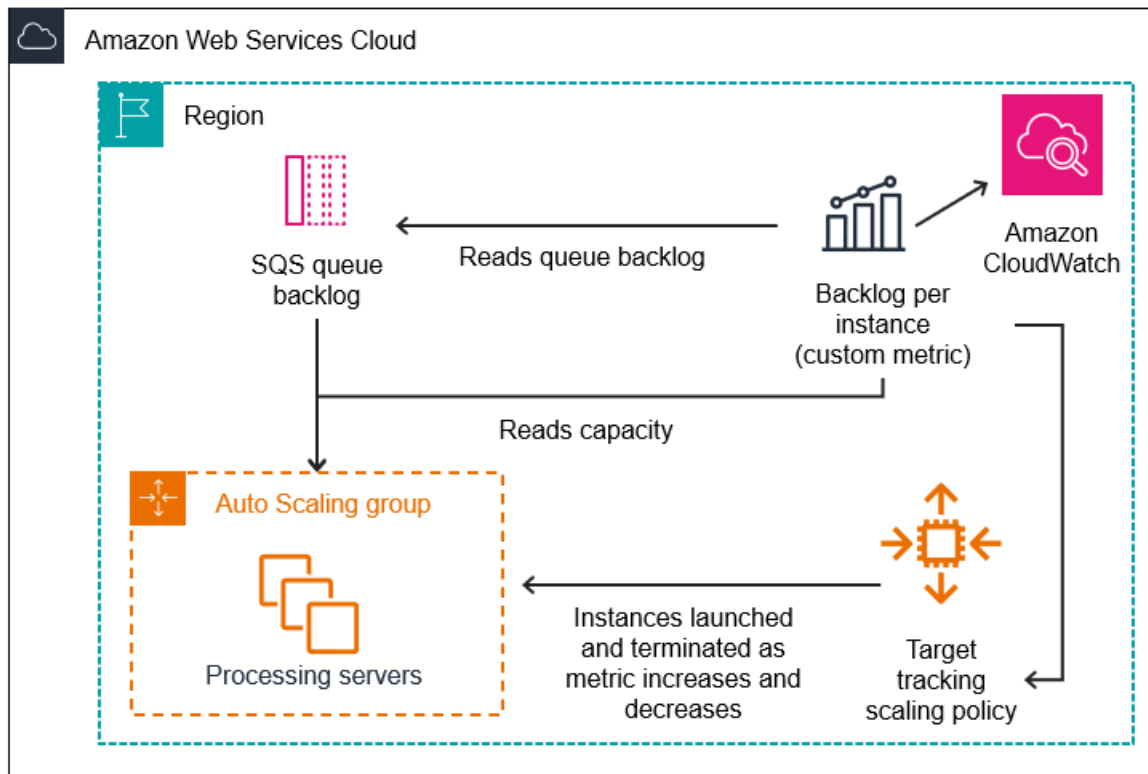 Amazon Web Services Cloud
Region
SQS queue
backlog
Reads queue backlog
Backlog per
instance
(custom metric)
Amazon
CloudWatch
Reads capacity
Auto Scaling group
Processing servers
Instances launched
and terminated as
metric increases and
decreases
Target
tracking
scaling policy